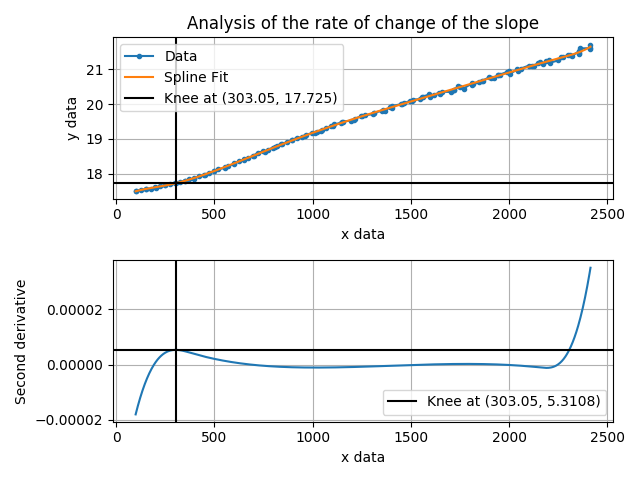 Analysis of the rate of change of the slope
Data
Spline Fit
Knee at (303.05, 17.725)
y data
21
20
19
18
0 500 1000 1500 2000 2500
x data
Second derivative
0.00002
0.00000
−0.00002
Knee at (303.05, 5.3108)
0 500 1000 1500 2000 2500
x data